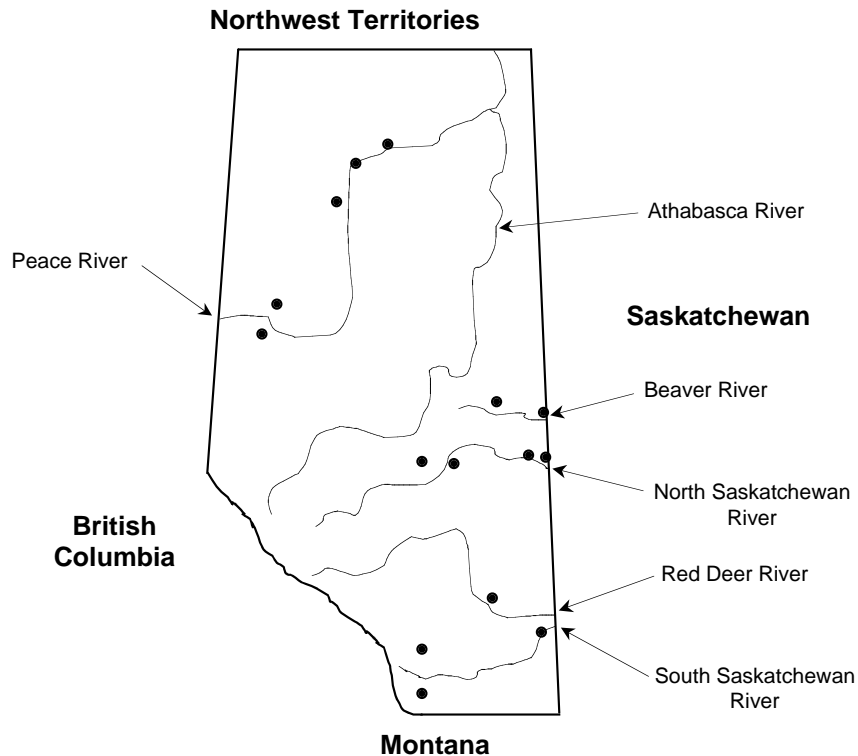 Northwest Territories
Athabasca River
Peace River
Saskatchewan
Beaver River
North Saskatchewan
River
British
Columbia
Red Deer River
South Saskatchewan
River
Montana